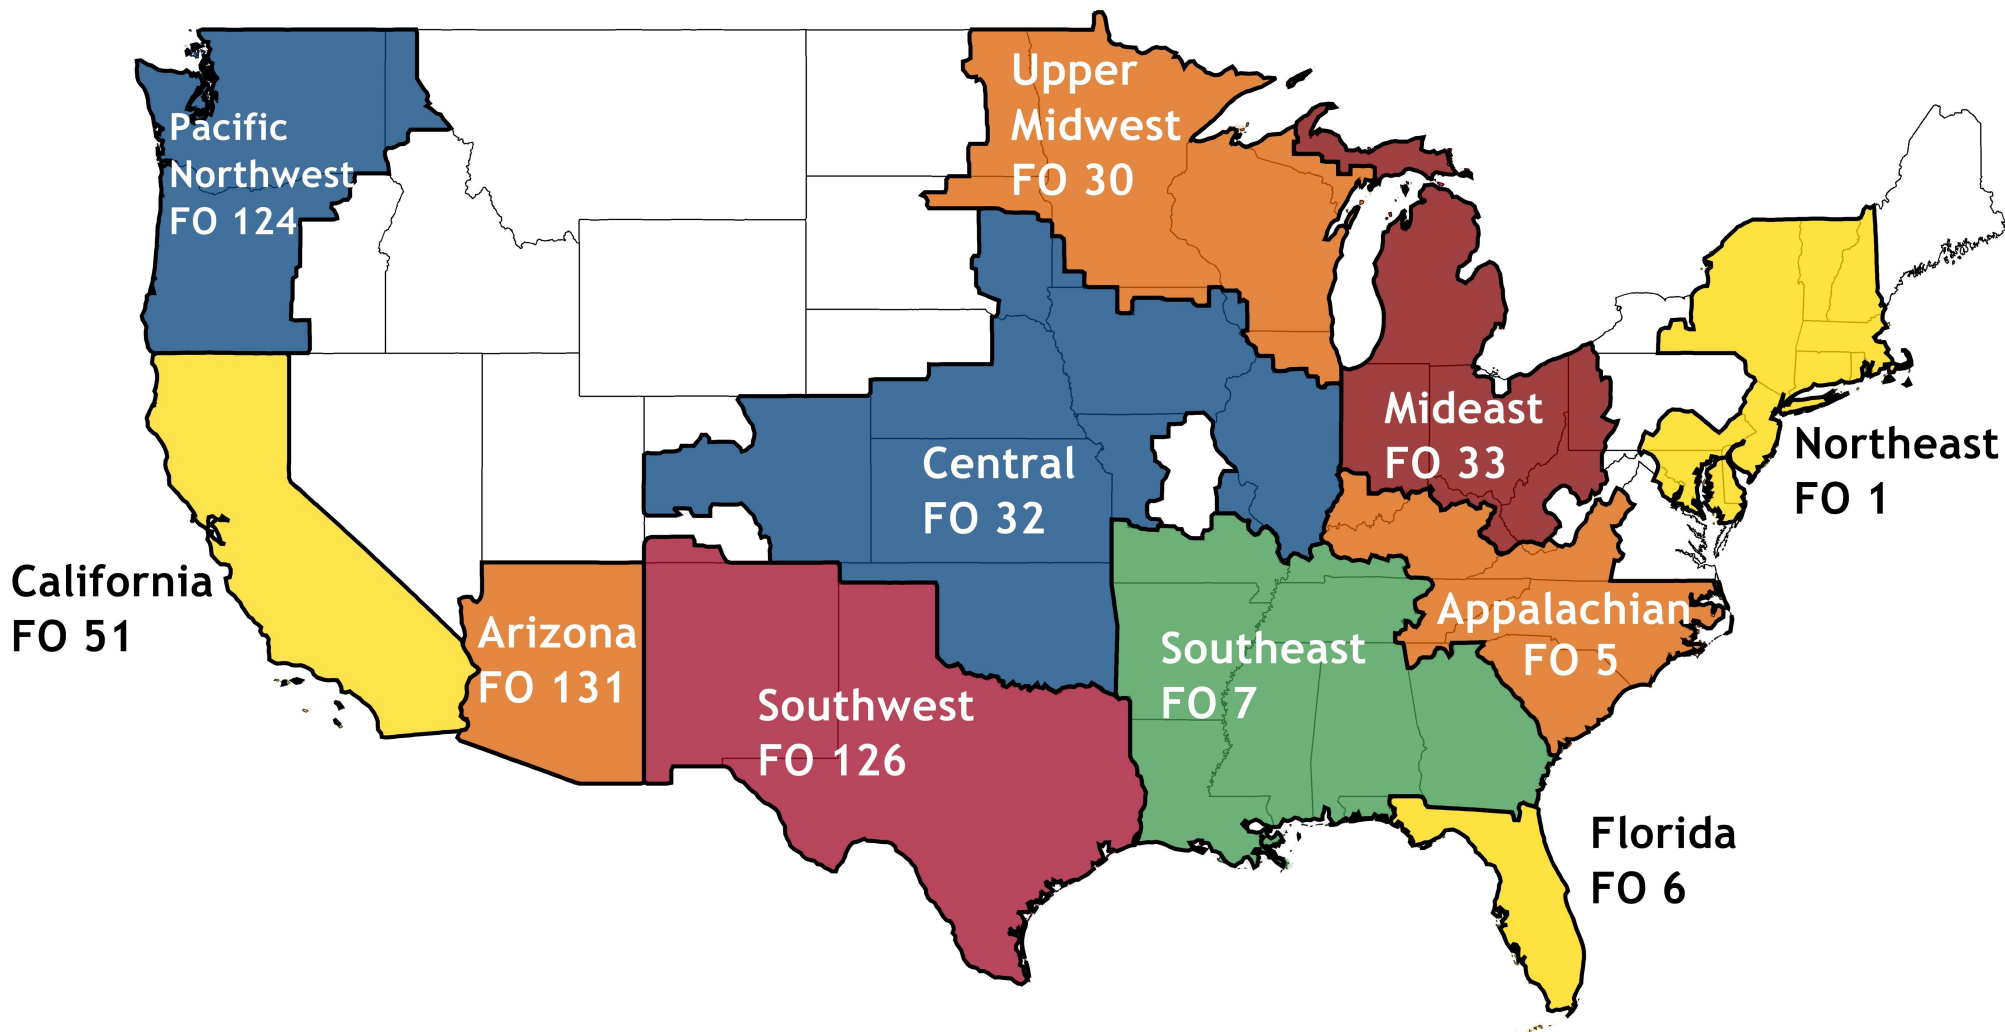 Upper
Midwest
FO 30
Pacific
Northwest
FO 124
Mideast
FO 33
Northeast
FO 1
Central
FO 32
California
FO 51
Arizona
FO 131
Appalachian
FO 5
Southeast
FO 7
Southwest
FO 126
Florida
FO 6